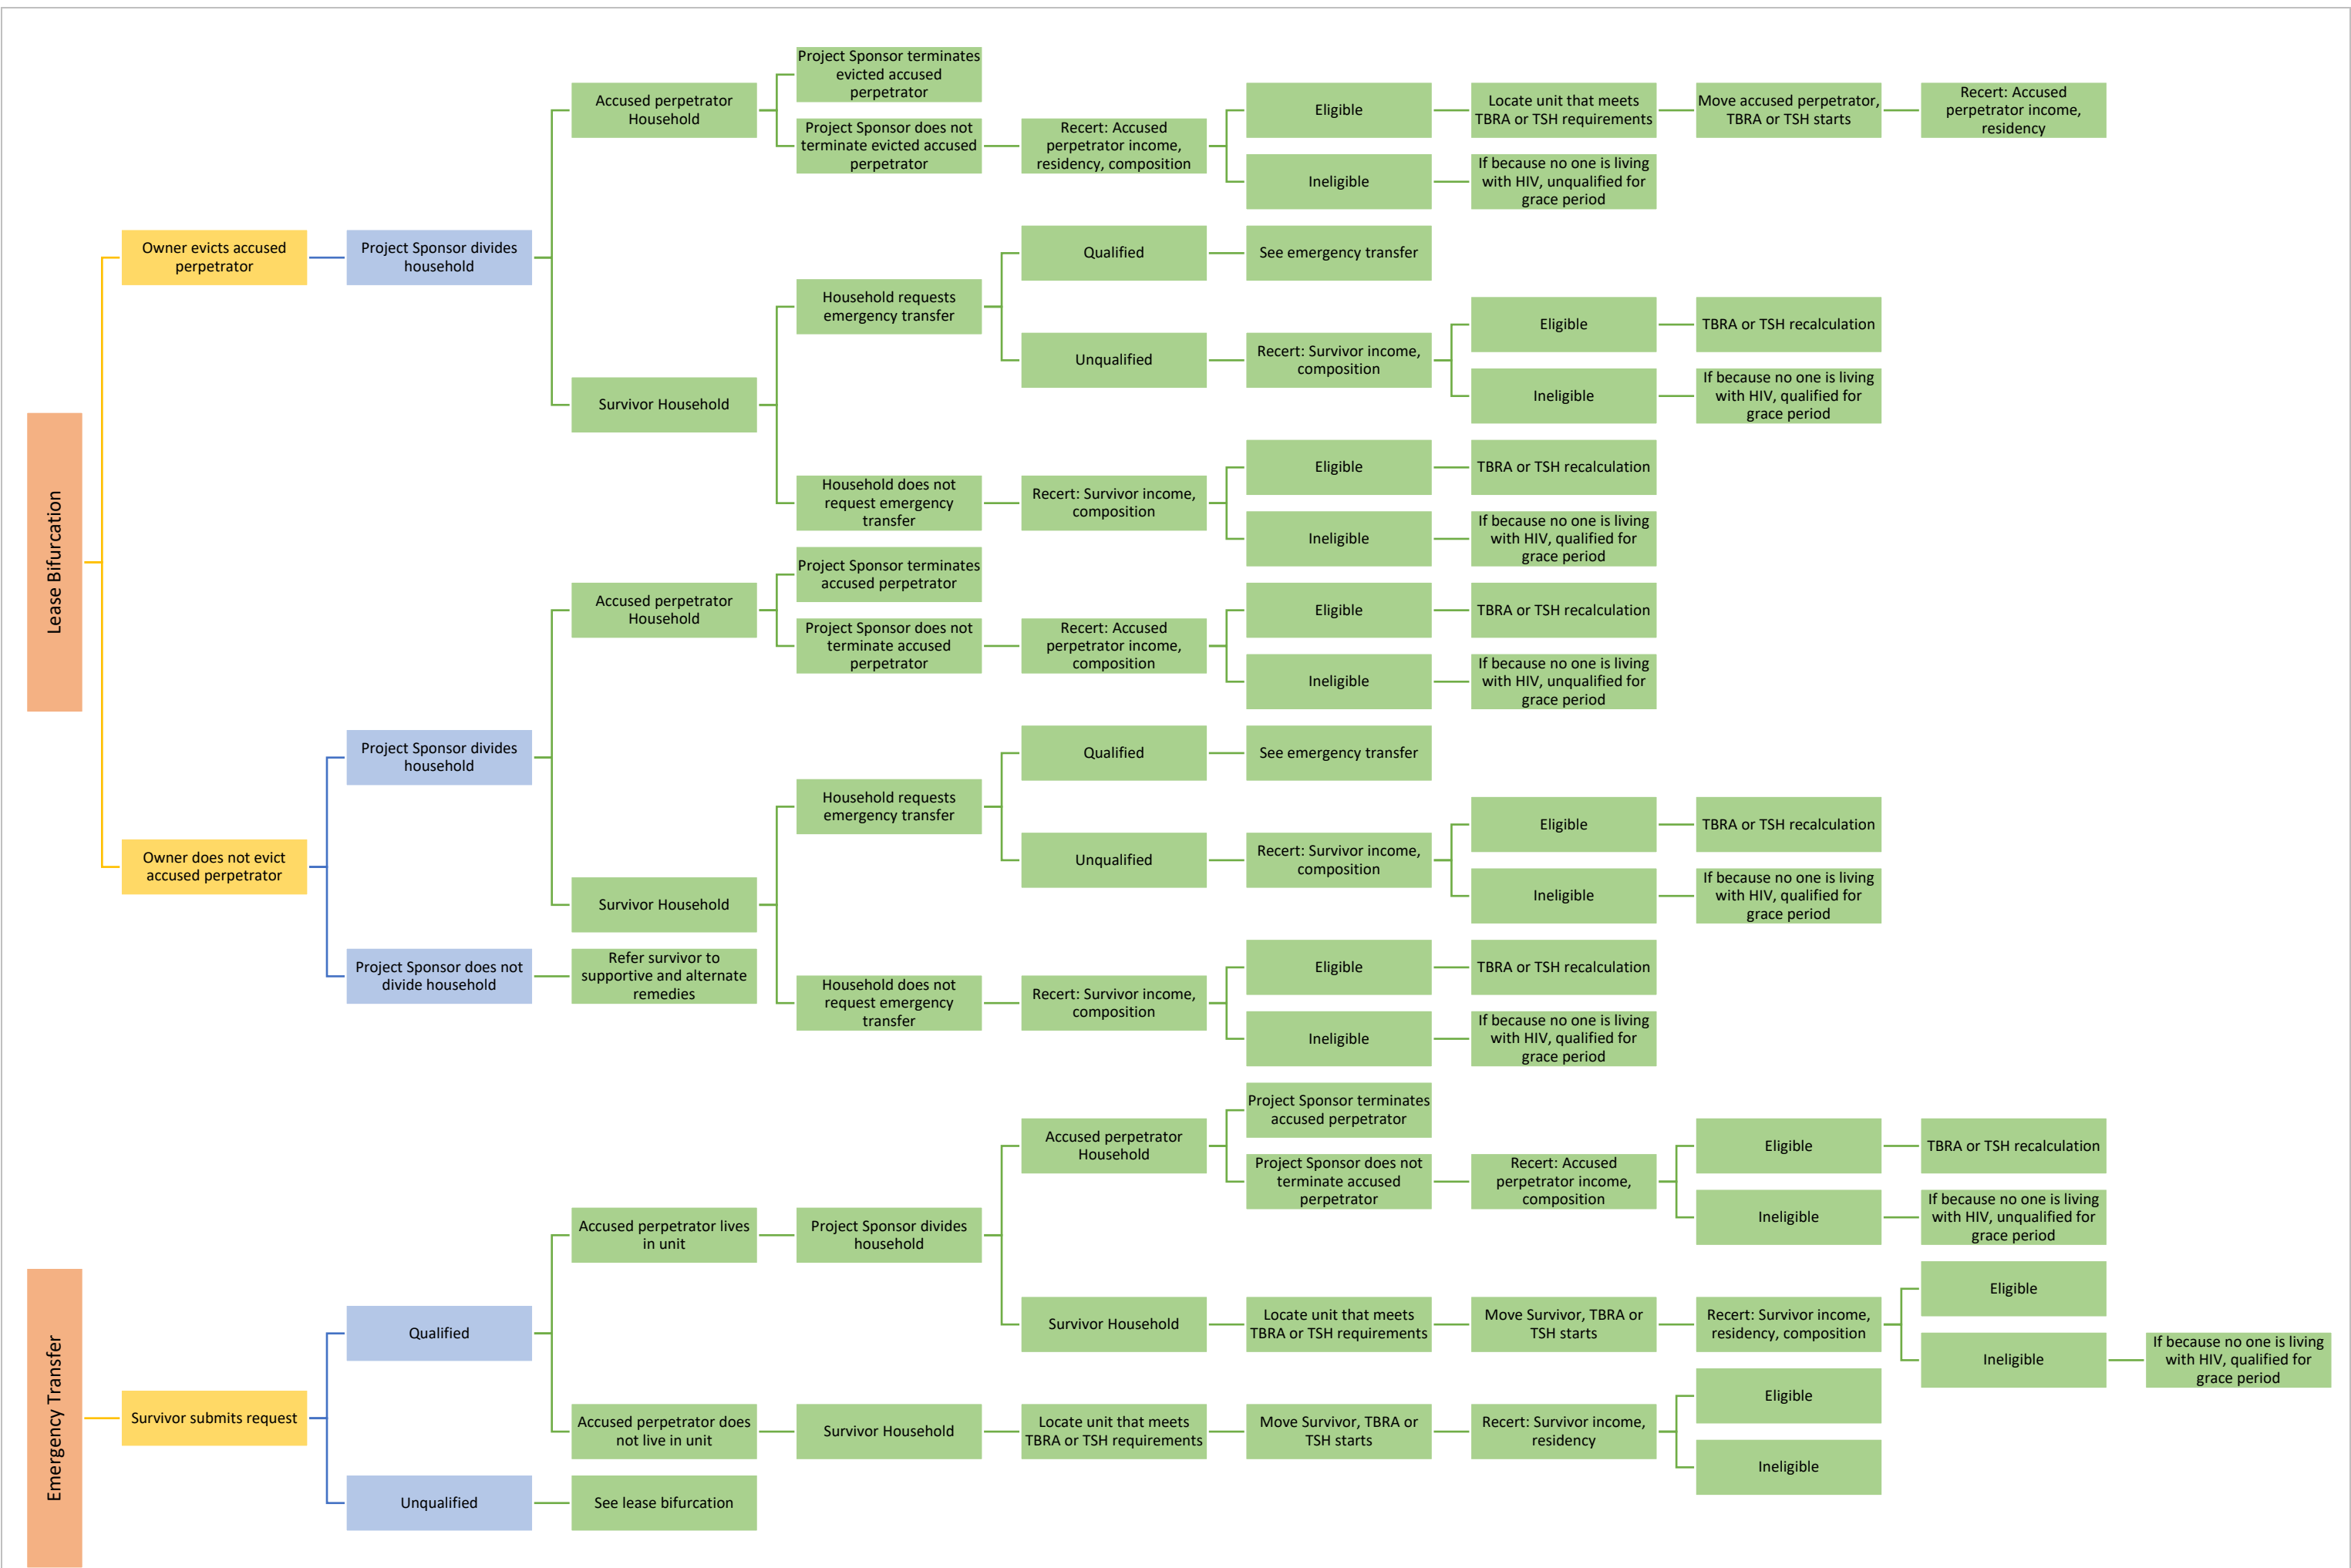 Project Sponsor terminates
evicted accused
perpetrator
Accused perpetrator
Household
Project Sponsor does not
terminate evicted accused
perpetrator
Recert: Accused
perpetrator income,
residency, composition
Eligible
Locate unit that meets
TBRA or TSH requirements
Move accused perpetrator,
TBRA or TSH starts
Recert: Accused
perpetrator income,
residency
Ineligible
If because no one is living
with HIV, unqualified for
grace period
Lease Bifurcation
Owner evicts accused
perpetrator
Project Sponsor divides
household
Survivor Household
Household requests
emergency transfer
Qualified
See emergency transfer
Unqualified
Recert: Survivor income,
composition
Eligible
TBRA or TSH recalculation
Ineligible
If because no one is living
with HIV, qualified for
grace period
Household does not
request emergency
transfer
Recert: Survivor income,
composition
Eligible
TBRA or TSH recalculation
Ineligible
If because no one is living
with HIV, qualified for
grace period
Owner does not evict
accused perpetrator
Project Sponsor divides
household
Accused perpetrator
Household
Project Sponsor terminates
accused perpetrator
Project Sponsor does not
terminate accused
perpetrator
Recert: Accused
perpetrator income,
composition
Eligible
TBRA or TSH recalculation
Ineligible
If because no one is living
with HIV, unqualified for
grace period
Survivor Household
Household requests
emergency transfer
Qualified
See emergency transfer
Unqualified
Recert: Survivor income,
composition
Eligible
TBRA or TSH recalculation
Ineligible
If because no one is living
with HIV, qualified for
grace period
Household does not
request emergency
transfer
Recert: Survivor income,
composition
Eligible
TBRA or TSH recalculation
Ineligible
If because no one is living
with HIV, qualified for
grace period
Project Sponsor does not
divide household
Refer survivor to
supportive and alternate
remedies
Emergency Transfer
Survivor submits request
Qualified
Accused perpetrator lives
in unit
Project Sponsor divides
household
Accused perpetrator
Household
Project Sponsor terminates
accused perpetrator
Project Sponsor does not
terminate accused
perpetrator
Recert: Accused
perpetrator income,
composition
Eligible
TBRA or TSH recalculation
Ineligible
If because no one is living
with HIV, unqualified for
grace period
Survivor Household
Locate unit that meets
TBRA or TSH requirements
Move Survivor, TBRA or
TSH starts
Recert: Survivor income,
residency, composition
Eligible
Ineligible
If because no one is living
with HIV, qualified for
grace period
Accused perpetrator does
not live in unit
Survivor Household
Locate unit that meets
TBRA or TSH requirements
Move Survivor, TBRA or
TSH starts
Recert: Survivor income,
residency
Eligible
Ineligible
Unqualified
See lease bifurcation